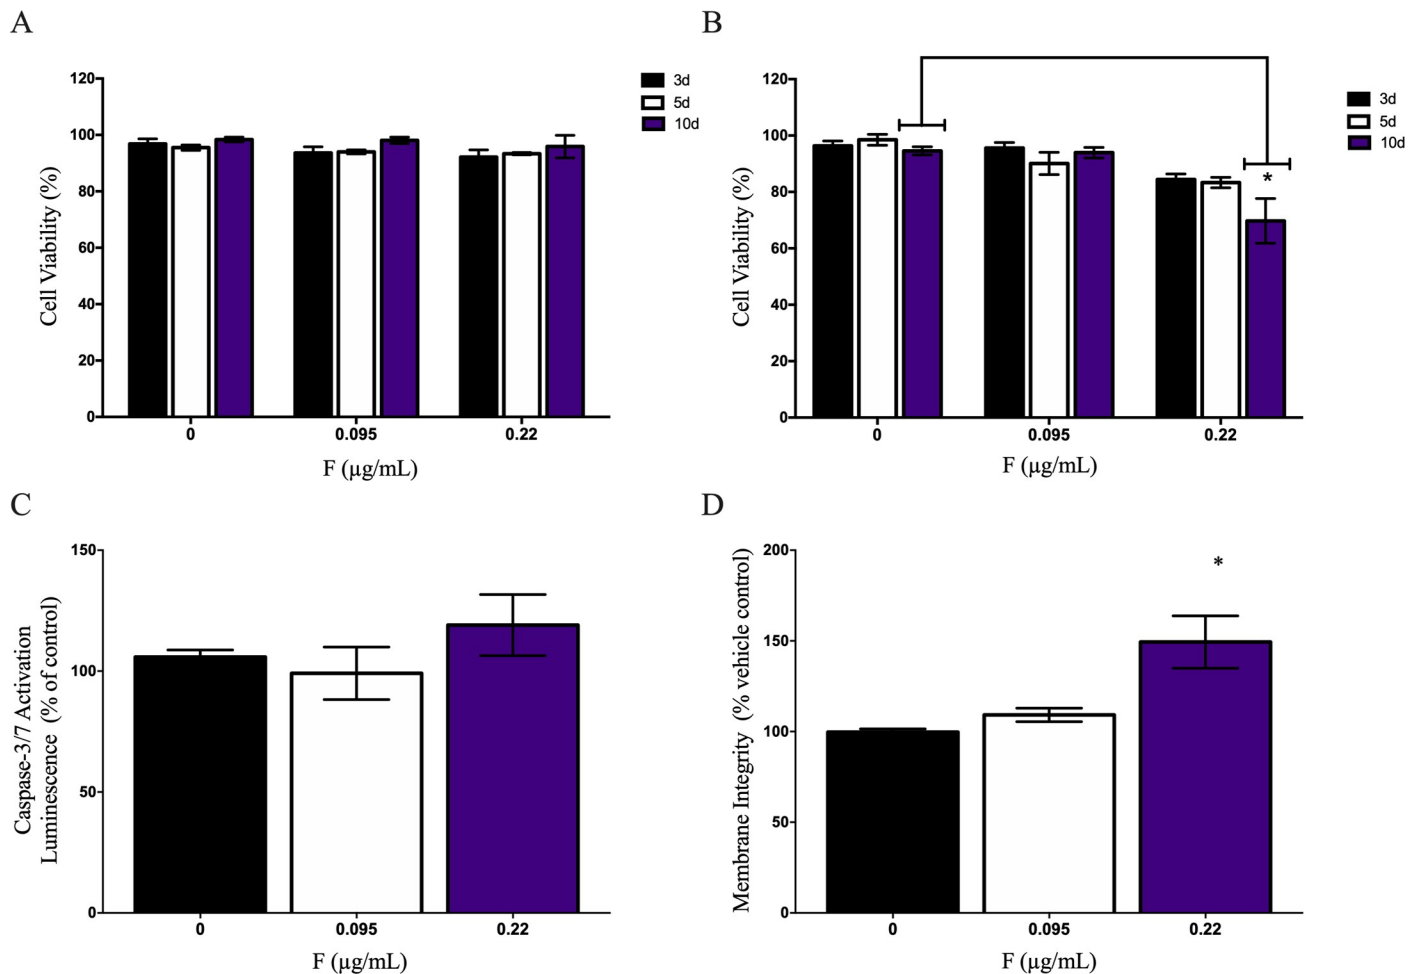 A
120
100
80
60
40
20
0
Cell Viability (%)
0
0.095
0.22
F (µg/mL)
3d
5d
10d
B
120
100
80
60
40
20
0
Cell Viability (%)
*
0
0.095
0.22
F (µg/mL)
3d
5d
10d
C
150
100
50
0
Caspase-3/7 Activation
Luminescence (% of control)
0
0.095
0.22
F (µg/mL)
D
200
150
100
50
0
Membrane Integrity (% vehicle control)
*
0
0.095
0.22
F (µg/mL)